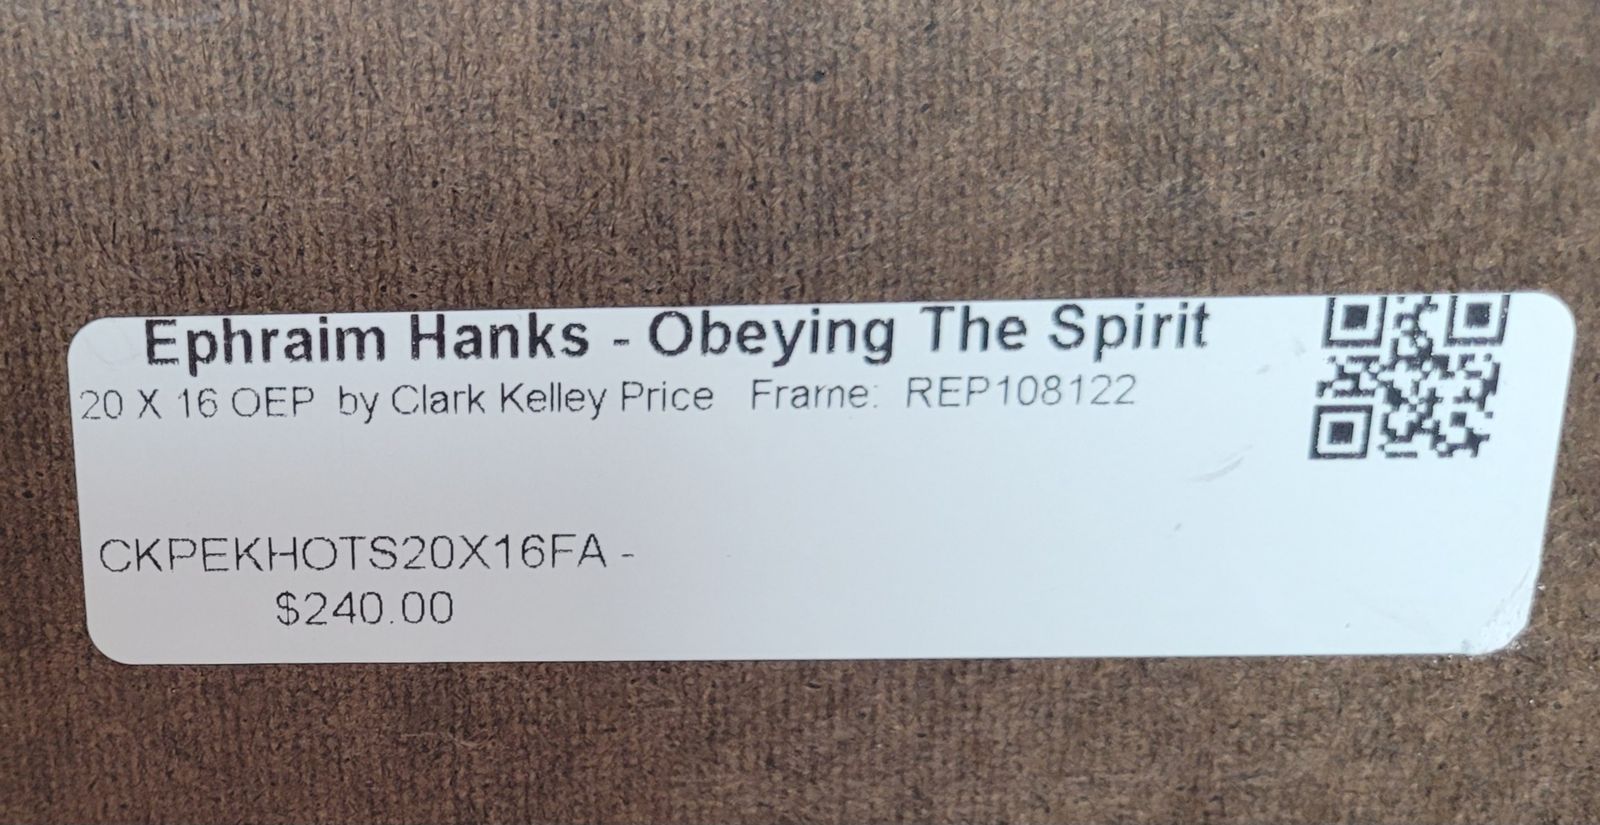 Ephraim Hanks - Obeying The Spirit
20 X 16 OEP by Clark Kelley Price Frame: REP108122
CKPEKHOTS20X16FA -
$240.00